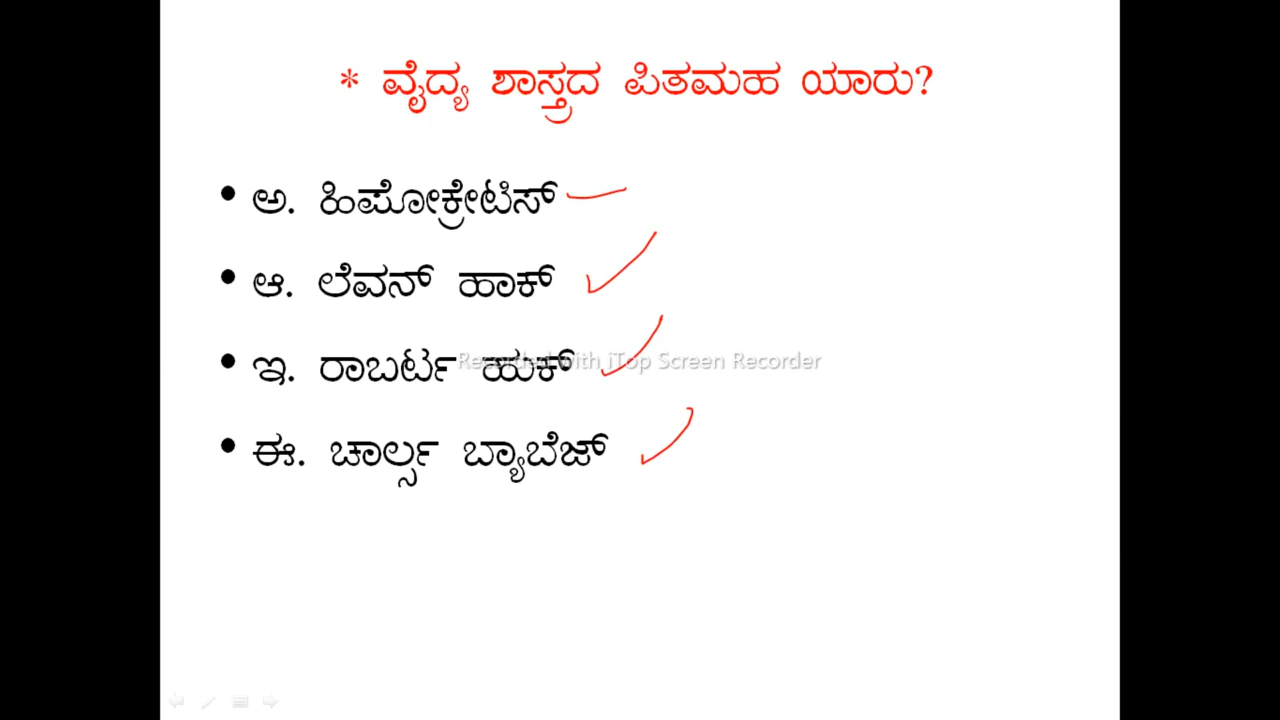 * ವೈದ್ಯ ಶಾಸ್ತ್ರದ ಪಿತಮಹ ಯಾರು?
• ಅ. ಹಿಪೋಕ್ರೇಟಿಸ್
• ಆ. ಲೆವನ್ ಹಾಕ್
• ಇ. ರಾಬರ್ಟ ಹುಕ್
Recorded with iTop Screen Recorder
• ಈ. ಚಾರ್ಲ್ಸ ಬ್ಯಾಬೆಜ್